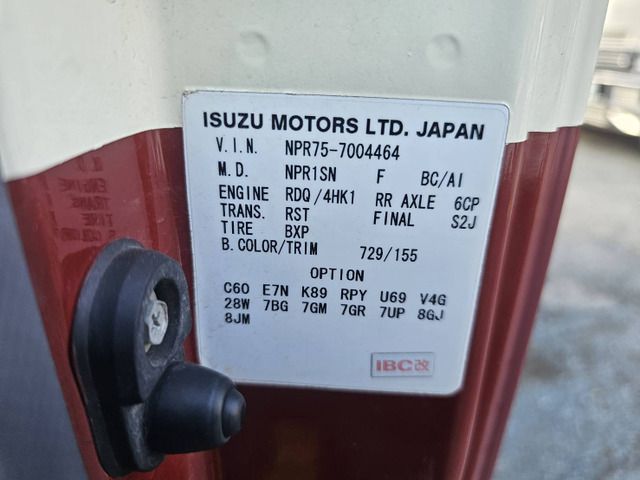 ISUZU MOTORS LTD. JAPAN
V.I.N. NPR75-7004464
M.D. NPR1SN F BC/AI
ENGINE RDQ/4HK1 RR AXLE 6CP
TRANS. RST FINAL S2J
TIRE BXP
B.COLOR/TRIM 729/155
OPTION
C60 E7N K89 RPY U69 V4G
28W 7BG 7GM 7GR 7UP 8GJ
8JM
IBC改